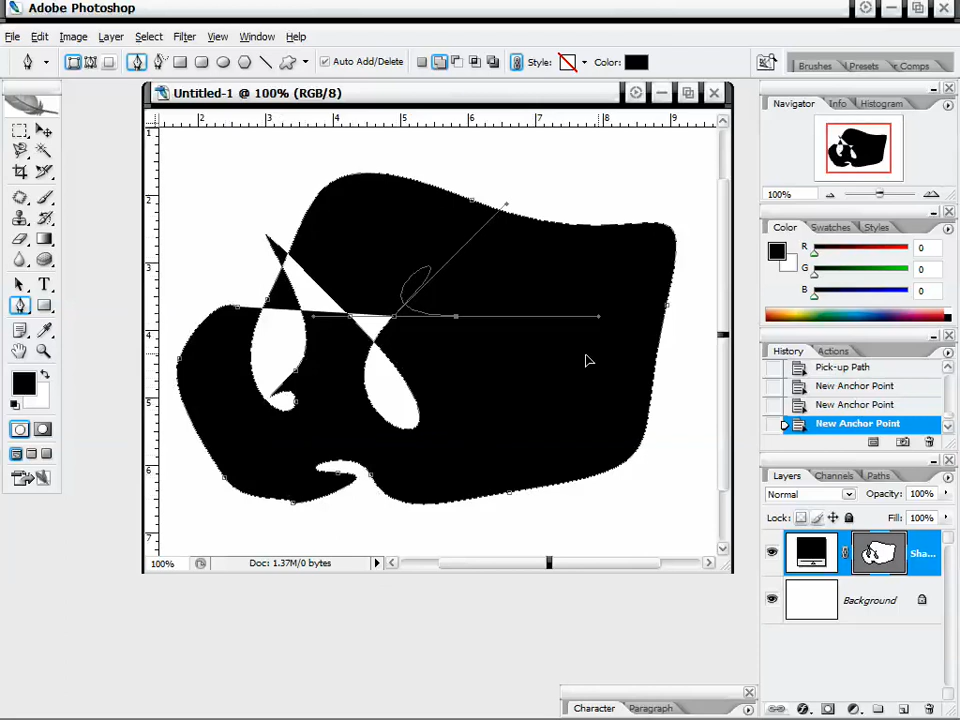 Adobe Photoshop
File Edit Image Layer Select Filter View Window Help
Auto Add/Delete Style: Color: Brushes Presets Comps
Untitled-1 @ 100% (RGB/8)
2 3 4 5 6 7 8 9
1
2
3
4
5
6
7
100% Doc: 1.37M/0 bytes
Navigator Info Histogram
100%
Color Swatches Styles
R 0
G 0
B 0
History Actions
Pick-up Path
New Anchor Point
New Anchor Point
New Anchor Point
Layers Channels Paths
Normal Opacity: 100%
Lock: Fill: 100%
Sha...
Background
Character Paragraph